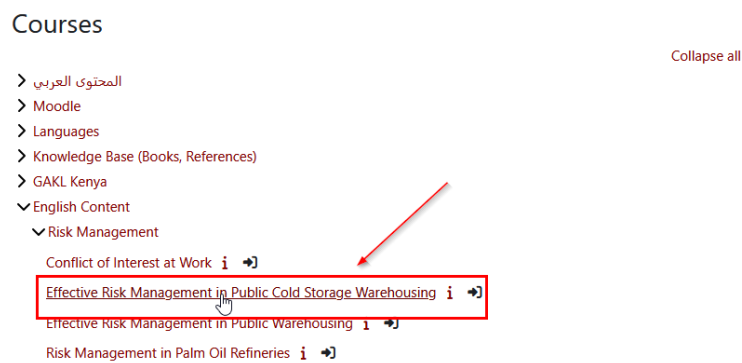 Courses
Collapse all
المحتوى العربي
Moodle
Languages
Knowledge Base (Books, References)
GAKL Kenya
English Content
Risk Management
Conflict of Interest at Work i
Effective Risk Management in Public Cold Storage Warehousing i
Effective Risk Management in Public Warehousing i
Risk Management in Palm Oil Refineries i